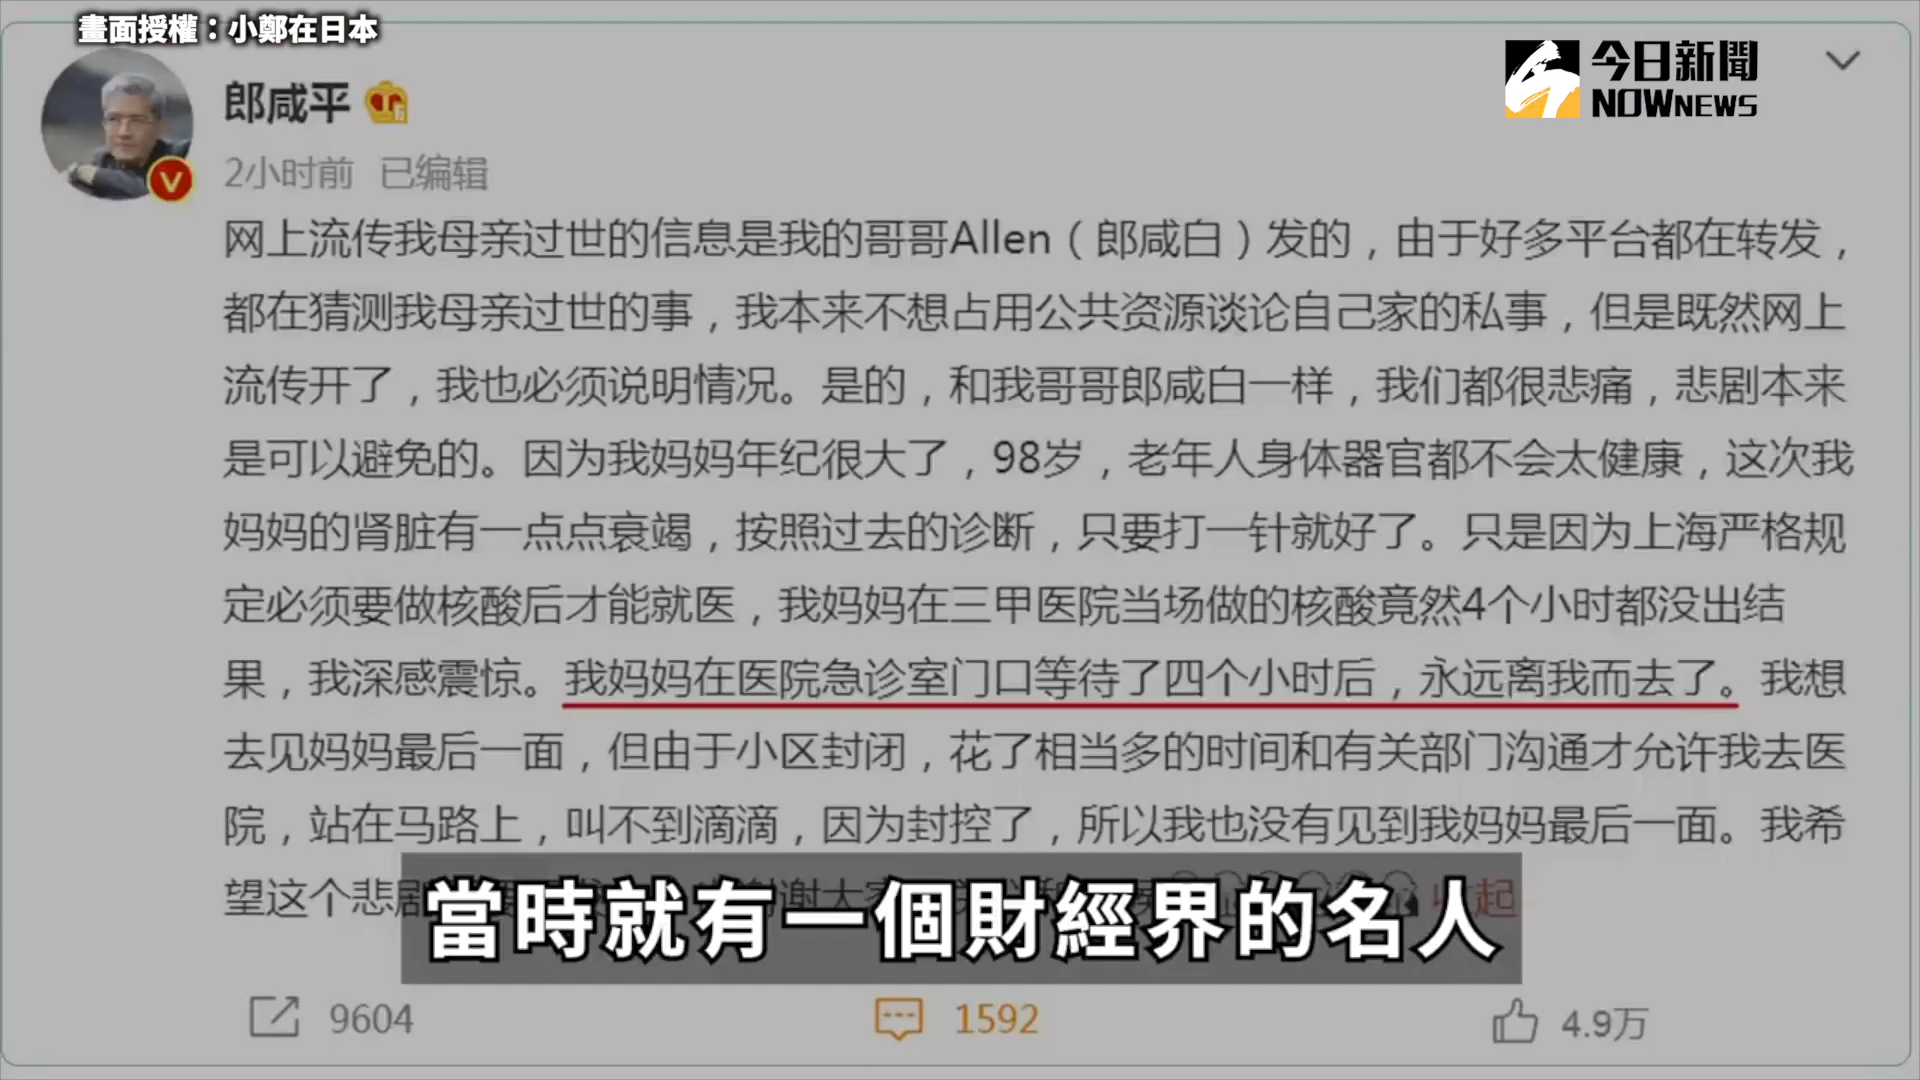 畫面授權：小鄭在日本
今日新聞
NOWNEWS
郎咸平
2小时前 已编辑
网上流传我母亲过世的信息是我的哥哥Allen（郎咸白）发的，由于好多平台都在转发，
都在猜测我母亲过世的事，我本来不想占用公共资源谈论自己家的私事，但是既然网上
流传开了，我也必须说明情况。是的，和我哥哥郎咸白一样，我们都很悲痛，悲剧本来
是可以避免的。因为我妈妈年纪很大了，98岁，老年人身体器官都不会太健康，这次我
妈妈的肾脏有一点点衰竭，按照过去的诊断，只要打一针就好了。只是因为上海严格规
定必须要做核酸后才能就医，我妈妈在三甲医院当场做的核酸竟然4个小时都没出结
果，我深感震惊。我妈妈在医院急诊室门口等待了四个小时后，永远离我而去了。我想
去见妈妈最后一面，但由于小区封闭，花了相当多的时间和有关部门沟通才允许我去医
院，站在马路上，叫不到滴滴，因为封控了，所以我也没有见到我妈妈最后一面。我希
望这个悲剧 谢大 收起
當時就有一個財經界的名人
9604 1592 4.9万